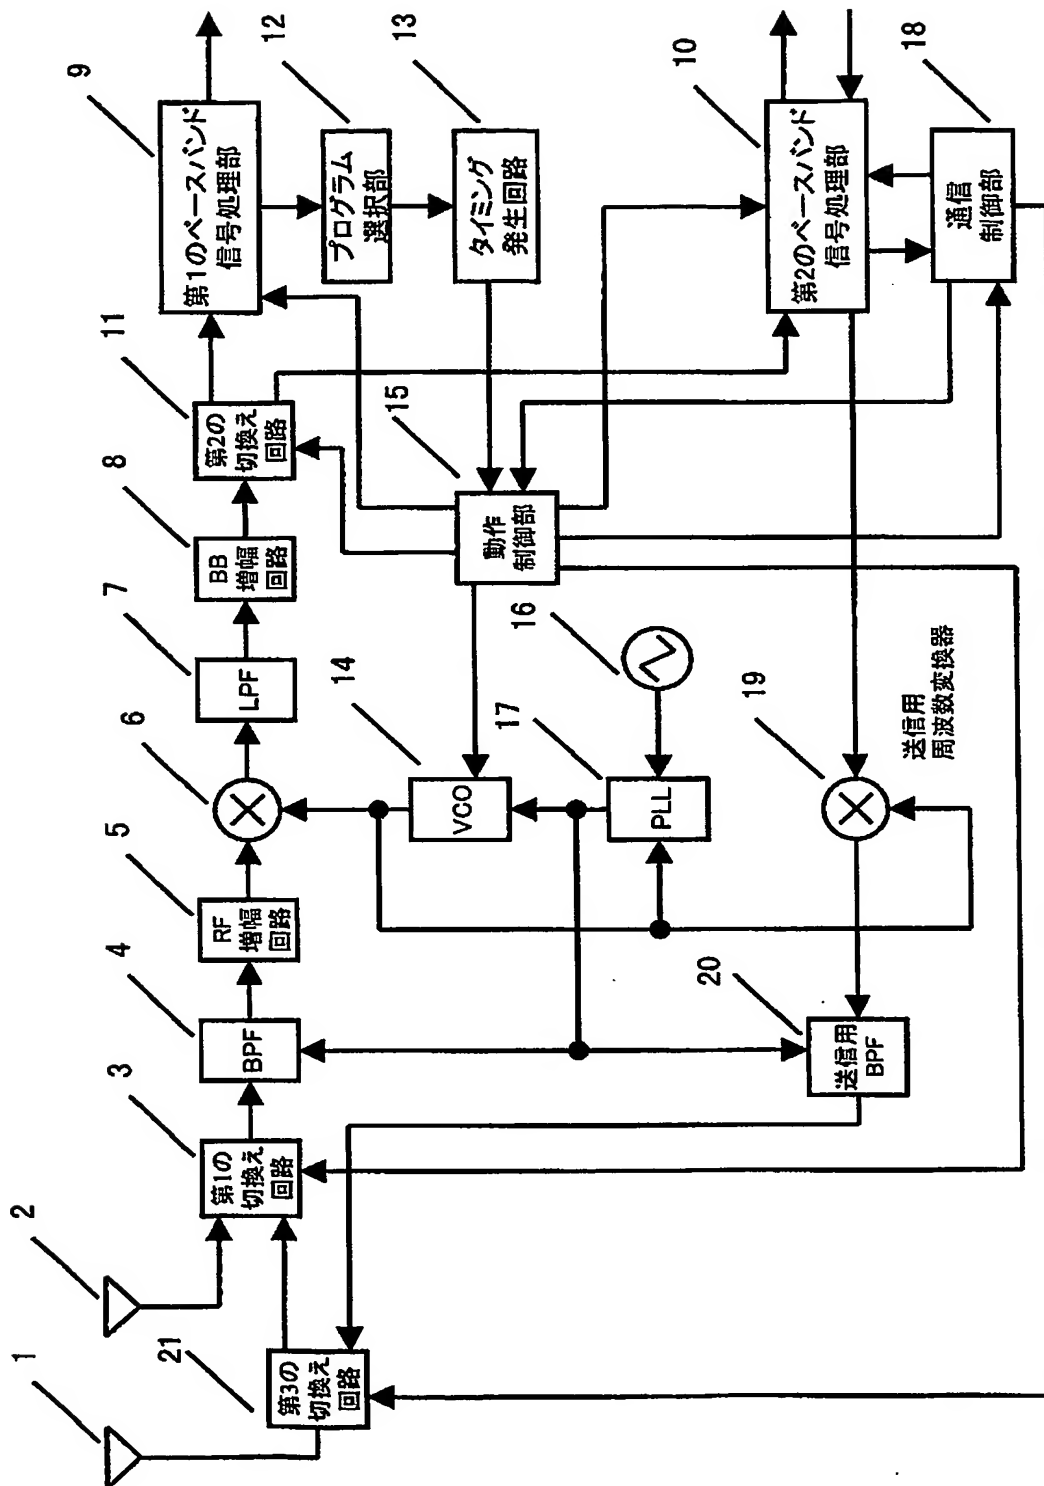 1
2
3
4
5
6
7
8
11
9
12
13
21
第3の
切換え
回路
第1の
切換え
回路
BPF
RF
増幅
回路
LPF
BB
増幅
回路
第2の
切換え
回路
第1のベースバンド
信号処理部
プログラム
選択部
タイミング
発生回路
14
VCO
15
動作
制御部
16
17
PLL
10
第2のベースバンド
信号処理部
18
通信
制御部
19
送信用
周波数変換器
20
送信用
BPF